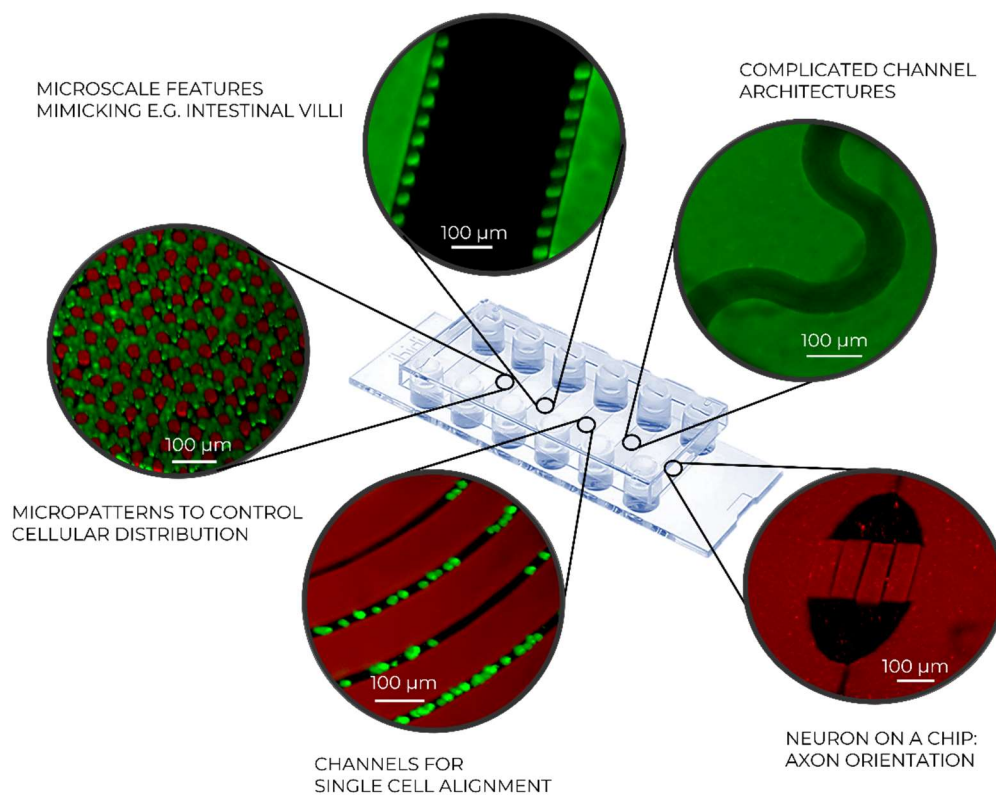 MICROSCALE FEATURES
MIMICKING E.G. INTESTINAL VILLI
COMPLICATED CHANNEL
ARCHITECTURES
100 µm
100 µm
100 µm
ibidi
MICROPATTERNS TO CONTROL
CELLULAR DISTRIBUTION
100 µm
100 µm
CHANNELS FOR
SINGLE CELL ALIGNMENT
NEURON ON A CHIP:
AXON ORIENTATION